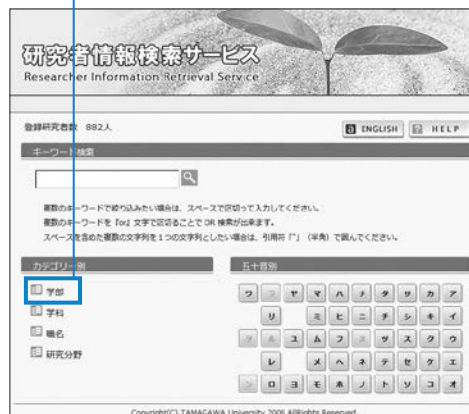 研究者情報検索サービス
Researcher Information Retrieval Service
登録研究者数 882人
ENGLISH
HELP
キーワード検索
複数のキーワードで絞り込みたい場合は、スペースで区切って入力してください。
複数のキーワードを『or』文字で区切ることで OR 検索が出来ます。
スペースを含めた複数の文字列を1つの文字列としたい場合は、引用符『"』（半角）で囲んでください。
カテゴリー別
五十音別
学部
学科
職名
研究分野
ワ ラ ヤ マ ハ ナ タ サ カ ア
リ ミ ヒ ニ チ シ キ イ
ヲ ル ユ ム フ ヌ ツ ス ク ウ
レ メ ヘ ネ テ セ ケ エ
ン ロ ヨ モ ホ ノ ト ソ コ オ
Copyright(C) TAMAGAWA University 2009 AllRights Reserved.